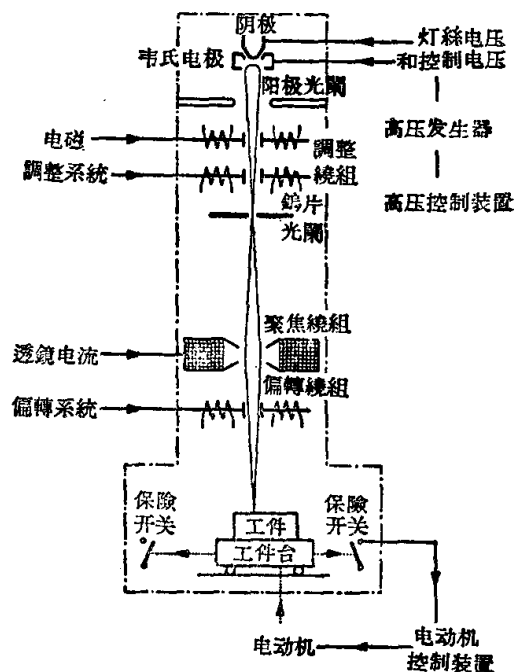 阴极
灯絲电压
韦氏电极
和控制电压
阳极光闌
高压发生器
电磁
調整
調整系統
繞組
高压控制装置
鎢片
光闌
聚焦繞組
透鏡电流
偏轉繞組
偏轉系統
保險
开关
保險
开关
工件
工件台
电动机
电动机
控制装置